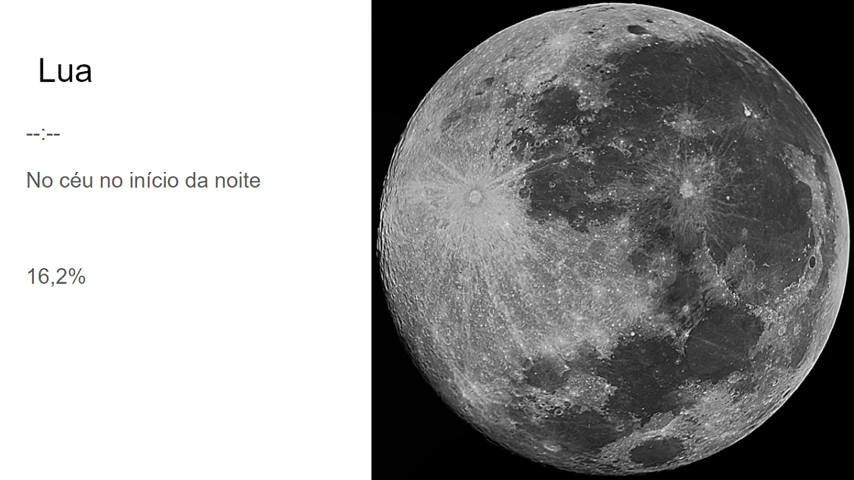 Lua
--:--
No céu no início da noite
16,2%